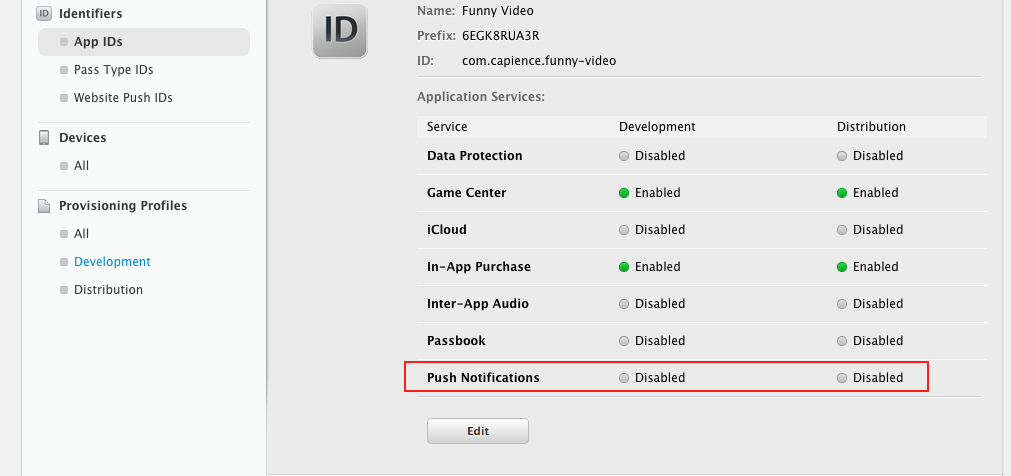 ID Identifiers
App IDs
Pass Type IDs
Website Push IDs
Devices
All
Provisioning Profiles
All
Development
Distribution
ID
Name: Funny Video
Prefix: 6EGK8RUA3R
ID: com.capience.funny-video
Application Services:
Service Development Distribution
Data Protection Disabled Disabled
Game Center Enabled Enabled
iCloud Disabled Disabled
In-App Purchase Enabled Enabled
Inter-App Audio Disabled Disabled
Passbook Disabled Disabled
Push Notifications Disabled Disabled
Edit